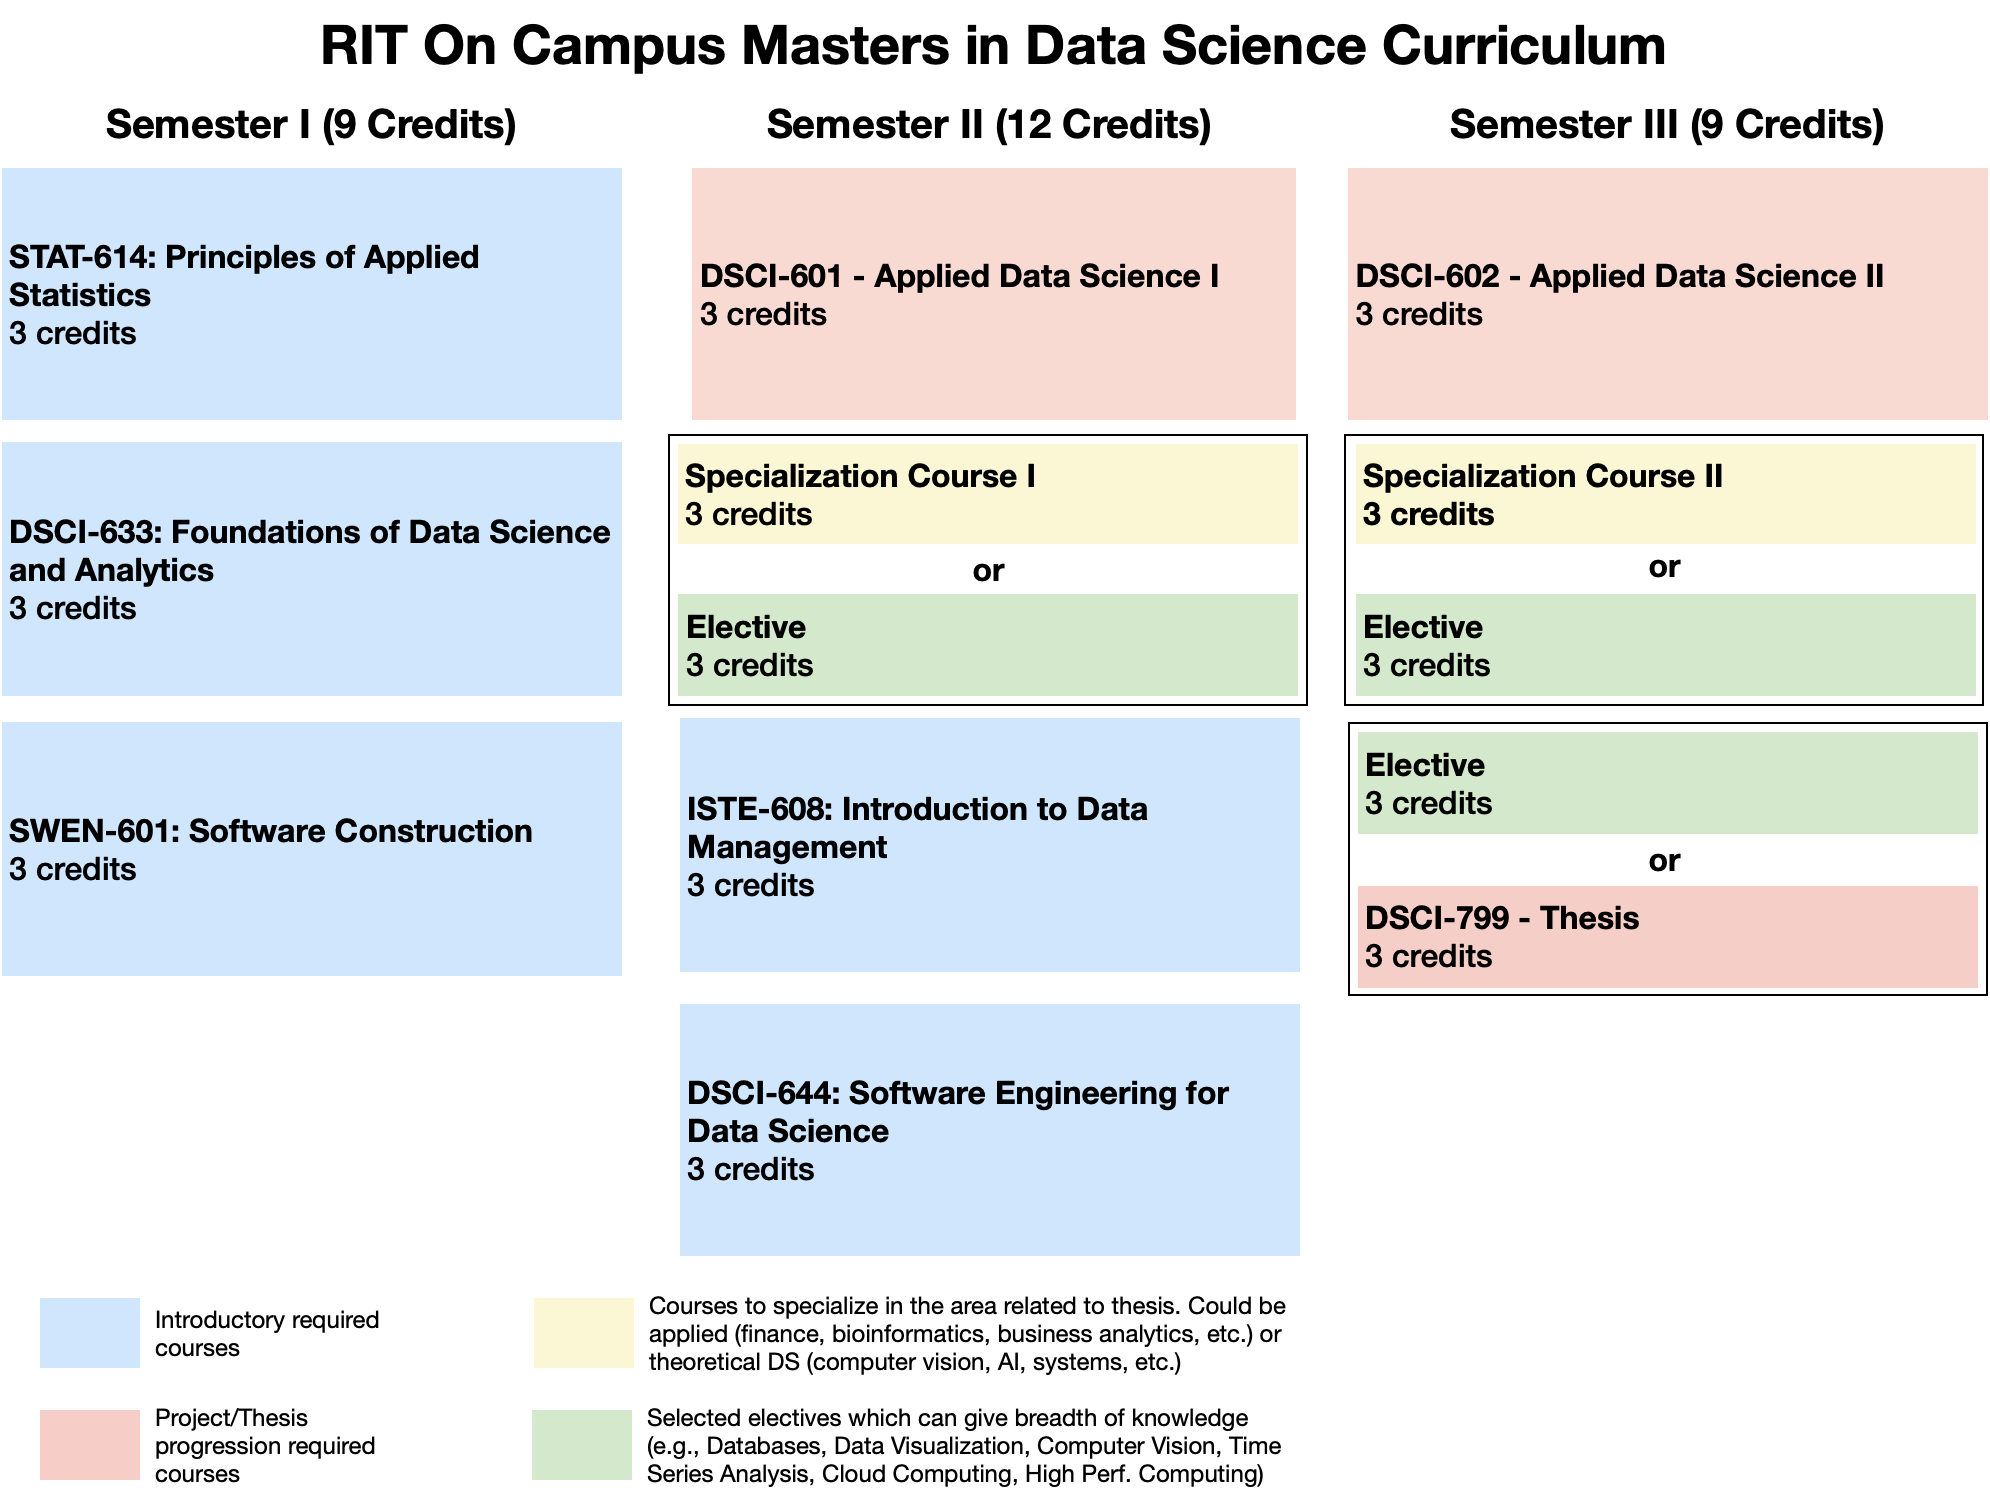 RIT On Campus Masters in Data Science Curriculum
Semester I (9 Credits)
STAT-614: Principles of Applied
Statistics
3 credits
DSCI-633: Foundations of Data Science
and Analytics
3 credits
SWEN-601: Software Construction
3 credits
Semester II (12 Credits)
DSCI-601 - Applied Data Science I
3 credits
Specialization Course I
3 credits
or
Elective
3 credits
ISTE-608: Introduction to Data
Management
3 credits
DSCI-644: Software Engineering for
Data Science
3 credits
Semester III (9 Credits)
DSCI-602 - Applied Data Science II
3 credits
Specialization Course II
3 credits
or
Elective
3 credits
Elective
3 credits
or
DSCI-799 - Thesis
3 credits
Introductory required
courses
Courses to specialize in the area related to thesis. Could be
applied (finance, bioinformatics, business analytics, etc.) or
theoretical DS (computer vision, AI, systems, etc.)
Project/Thesis
progression required
courses
Selected electives which can give breadth of knowledge
(e.g., Databases, Data Visualization, Computer Vision, Time
Series Analysis, Cloud Computing, High Perf. Computing)